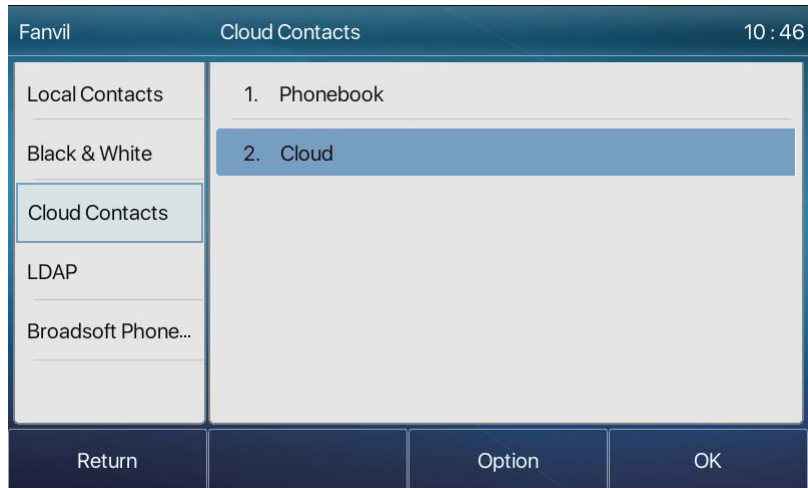 Fanvil Cloud Contacts 10 : 46
Local Contacts
Black & White
Cloud Contacts
LDAP
Broadsoft Phone...
1. Phonebook
2. Cloud
Return Option OK